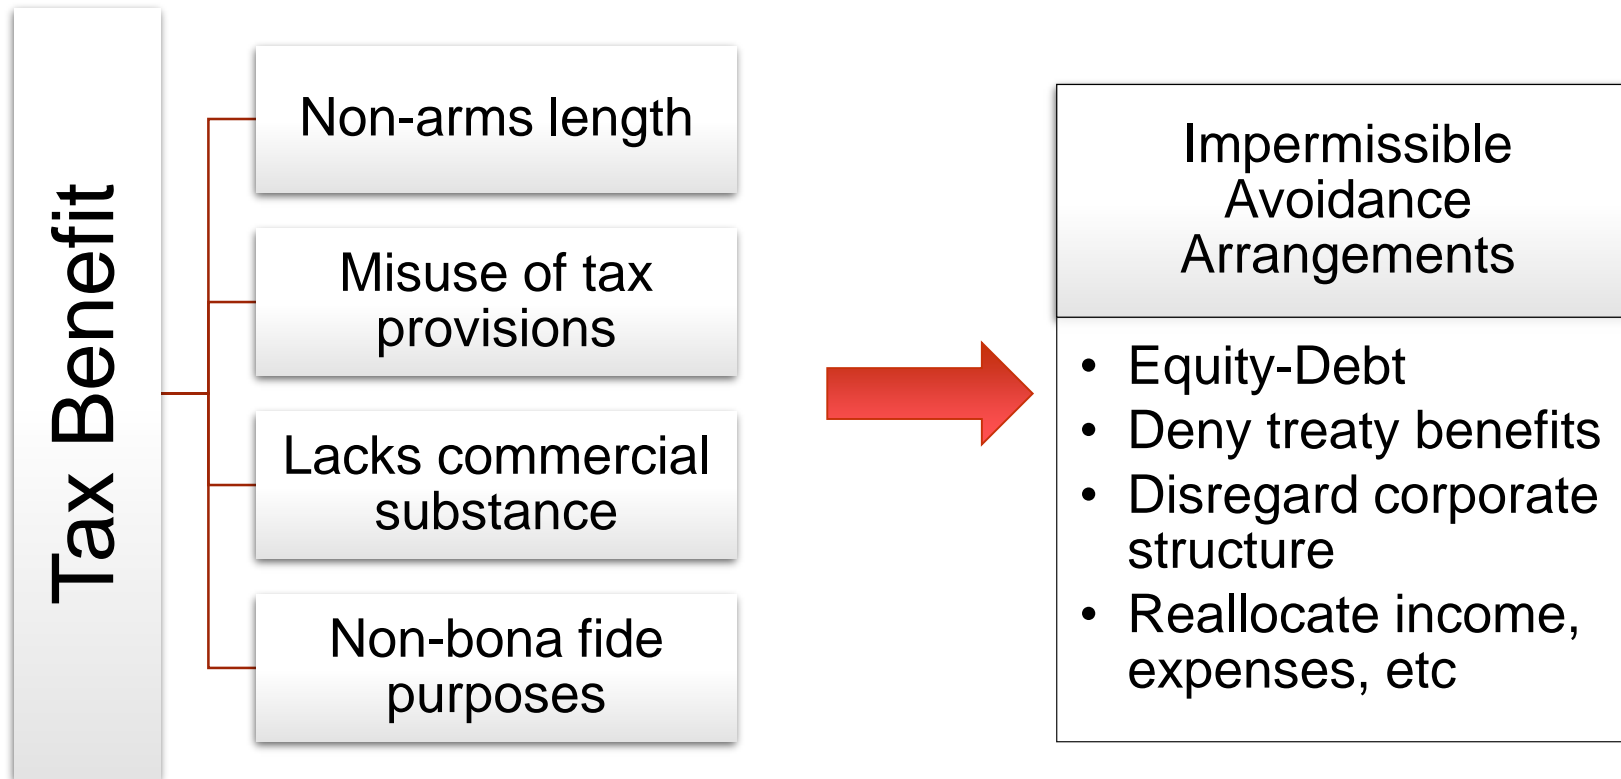 Tax Benefit
Non-arms length
Misuse of tax
provisions
Lacks commercial
substance
Non-bona fide
purposes
Impermissible
Avoidance
Arrangements
• Equity-Debt
• Deny treaty benefits
• Disregard corporate
structure
• Reallocate income,
expenses, etc